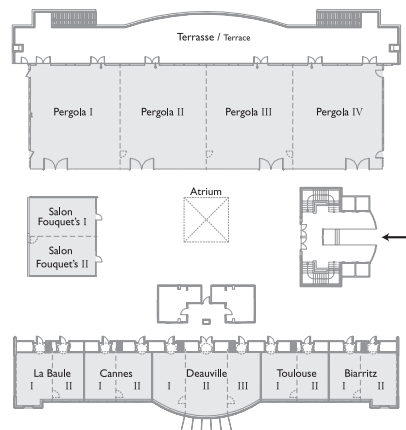 Terrasse / Terrace
Pergola I
Pergola II
Pergola III
Pergola IV
Atrium
Salon
Fouquet's I
Salon
Fouquet's II
La Baule
I II
Cannes
I II
Deauville
I II III
Toulouse
I II
Biarritz
I II